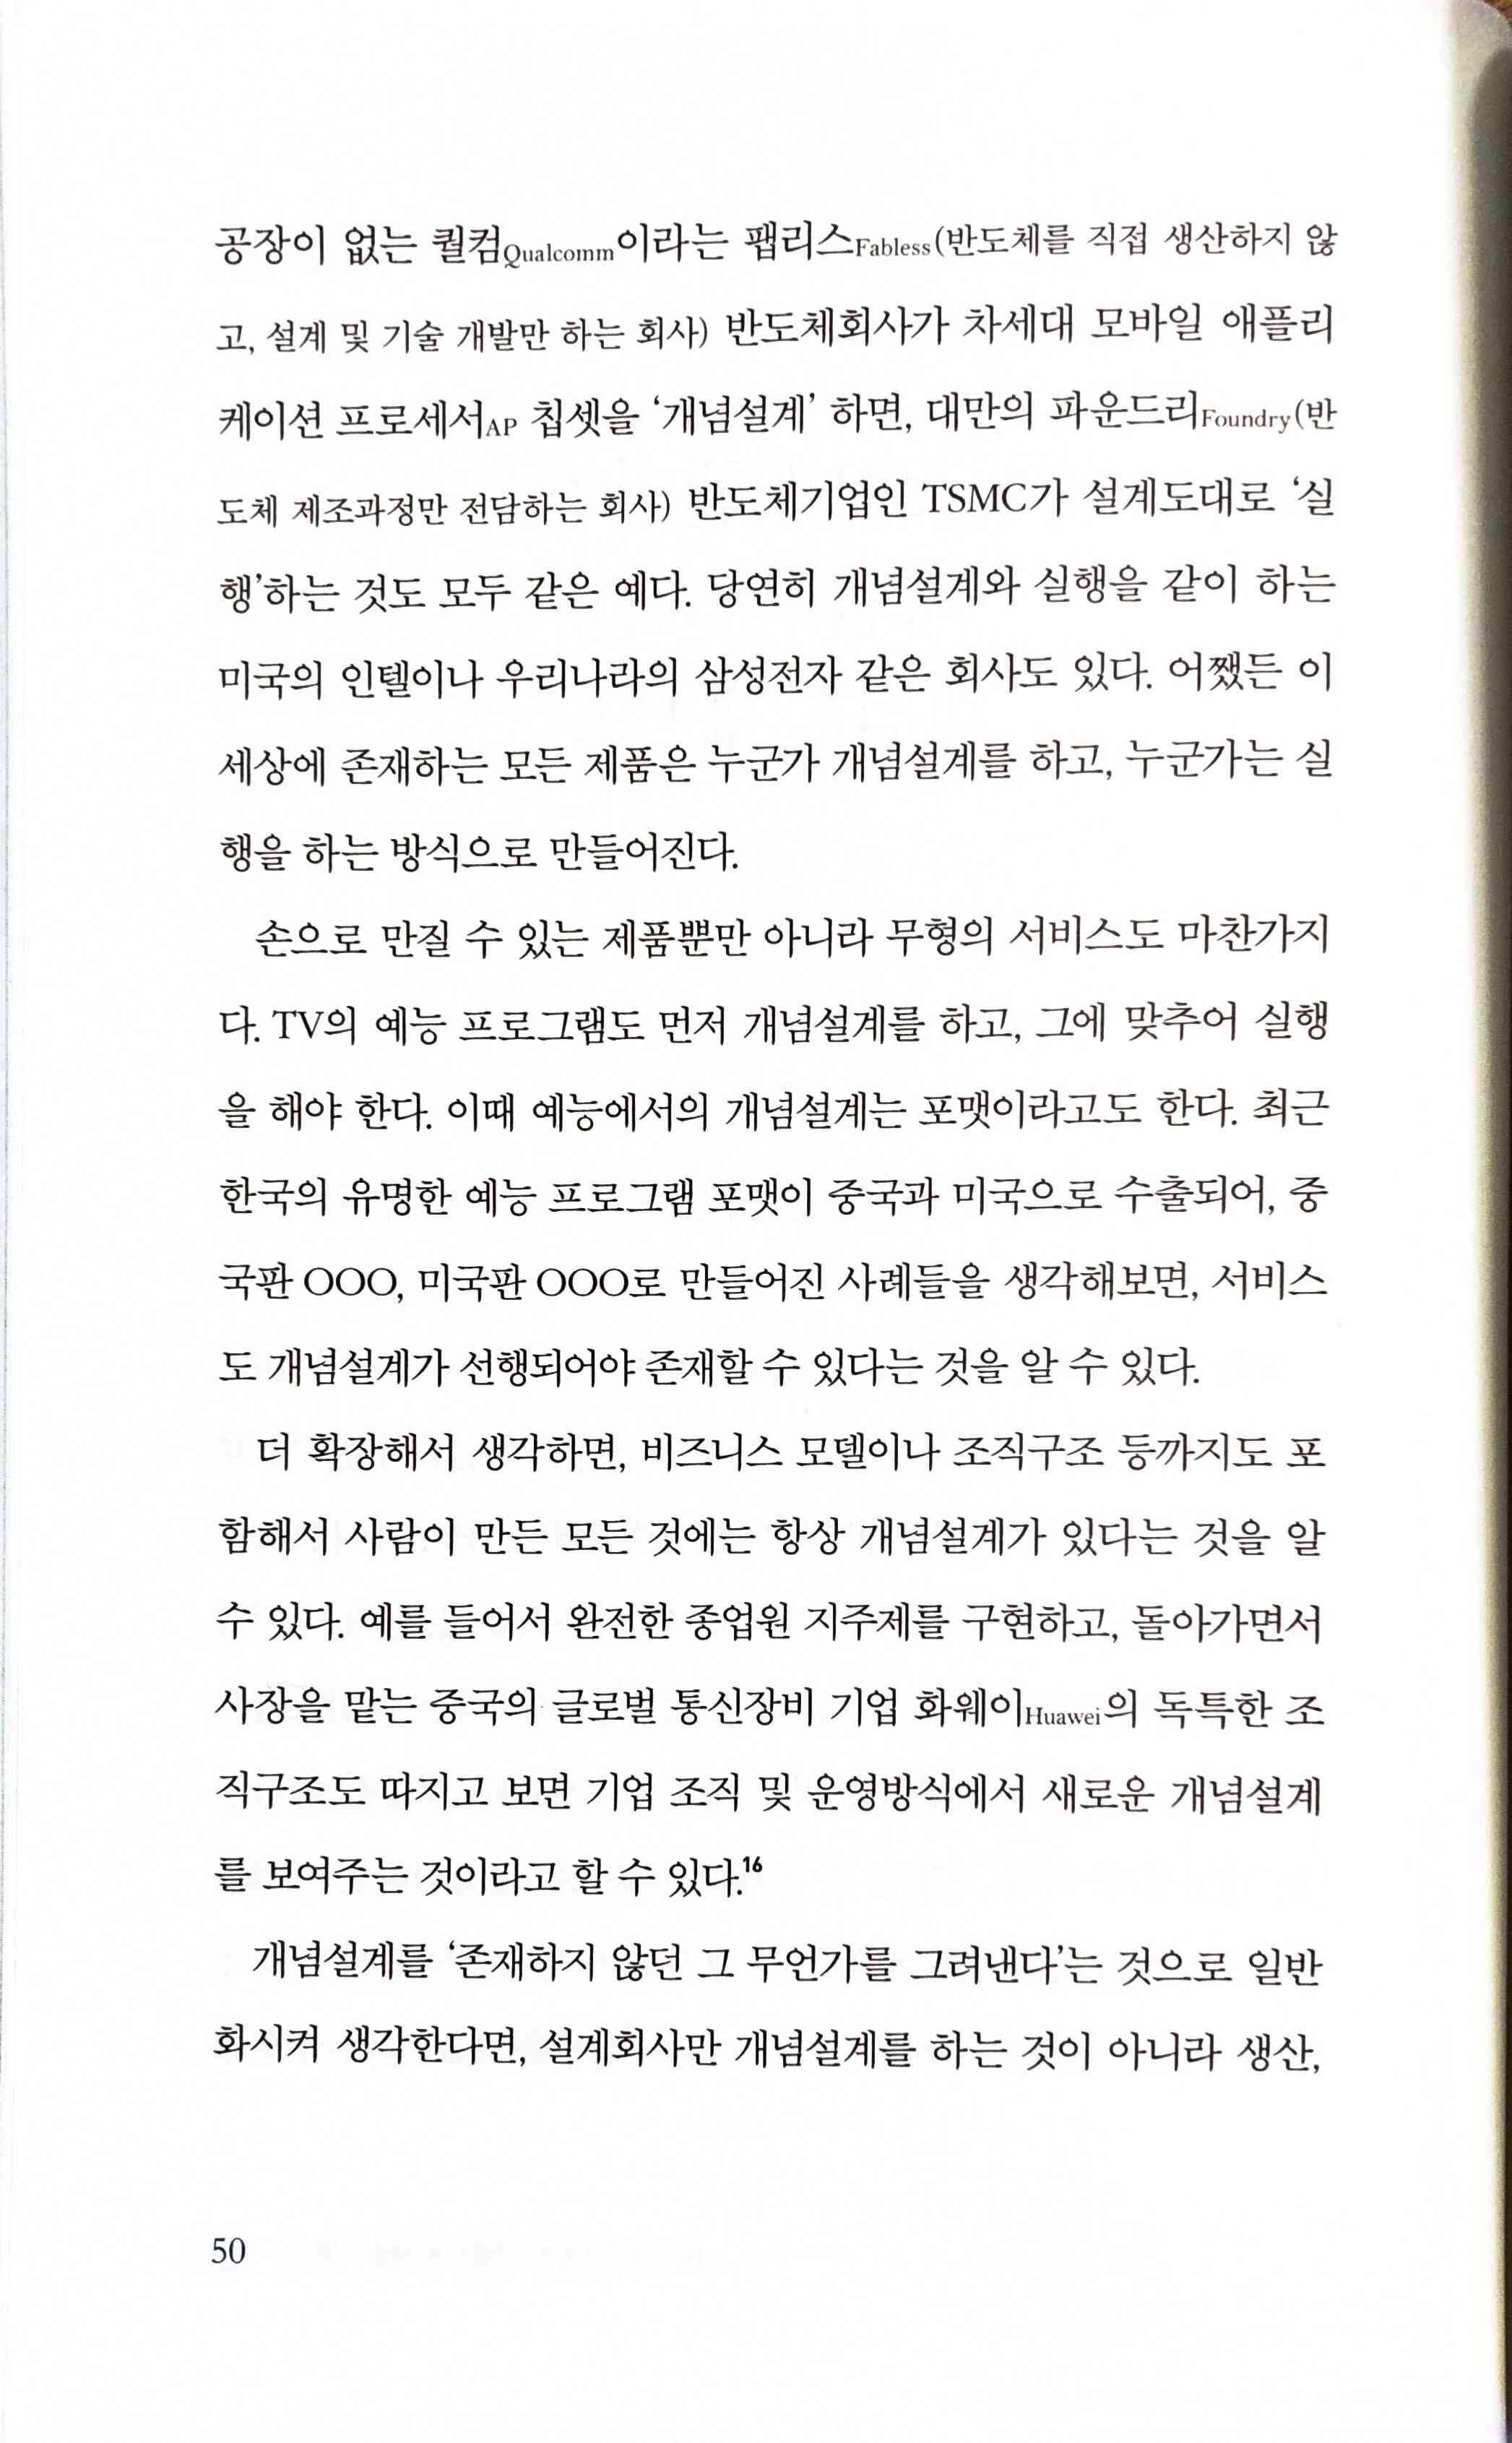 공장이 없는 퀄컴Qualcomm이라는 팹리스Fabless(반도체를 직접 생산하지 않
고, 설계 및 기술 개발만 하는 회사) 반도체회사가 차세대 모바일 애플리
케이션 프로세서AP 칩셋을 ‘개념설계’ 하면, 대만의 파운드리Foundry(반
도체 제조과정만 전담하는 회사) 반도체기업인 TSMC가 설계도대로 ‘실
행’하는 것도 모두 같은 예다. 당연히 개념설계와 실행을 같이 하는
미국의 인텔이나 우리나라의 삼성전자 같은 회사도 있다. 어쨌든 이
세상에 존재하는 모든 제품은 누군가 개념설계를 하고, 누군가는 실
행을 하는 방식으로 만들어진다.
손으로 만질 수 있는 제품뿐만 아니라 무형의 서비스도 마찬가지
다. TV의 예능 프로그램도 먼저 개념설계를 하고, 그에 맞추어 실행
을 해야 한다. 이때 예능에서의 개념설계는 포맷이라고도 한다. 최근
한국의 유명한 예능 프로그램 포맷이 중국과 미국으로 수출되어, 중
국판 OOO, 미국판 OOO로 만들어진 사례들을 생각해보면, 서비스
도 개념설계가 선행되어야 존재할 수 있다는 것을 알 수 있다.
더 확장해서 생각하면, 비즈니스 모델이나 조직구조 등까지도 포
함해서 사람이 만든 모든 것에는 항상 개념설계가 있다는 것을 알
수 있다. 예를 들어서 완전한 종업원 지주제를 구현하고, 돌아가면서
사장을 맡는 중국의 글로벌 통신장비 기업 화웨이Huawei의 독특한 조
직구조도 따지고 보면 기업 조직 및 운영방식에서 새로운 개념설계
를 보여주는 것이라고 할 수 있다.16
개념설계를 ‘존재하지 않던 그 무언가를 그려낸다’는 것으로 일반
화시켜 생각한다면, 설계회사만 개념설계를 하는 것이 아니라 생산,
50